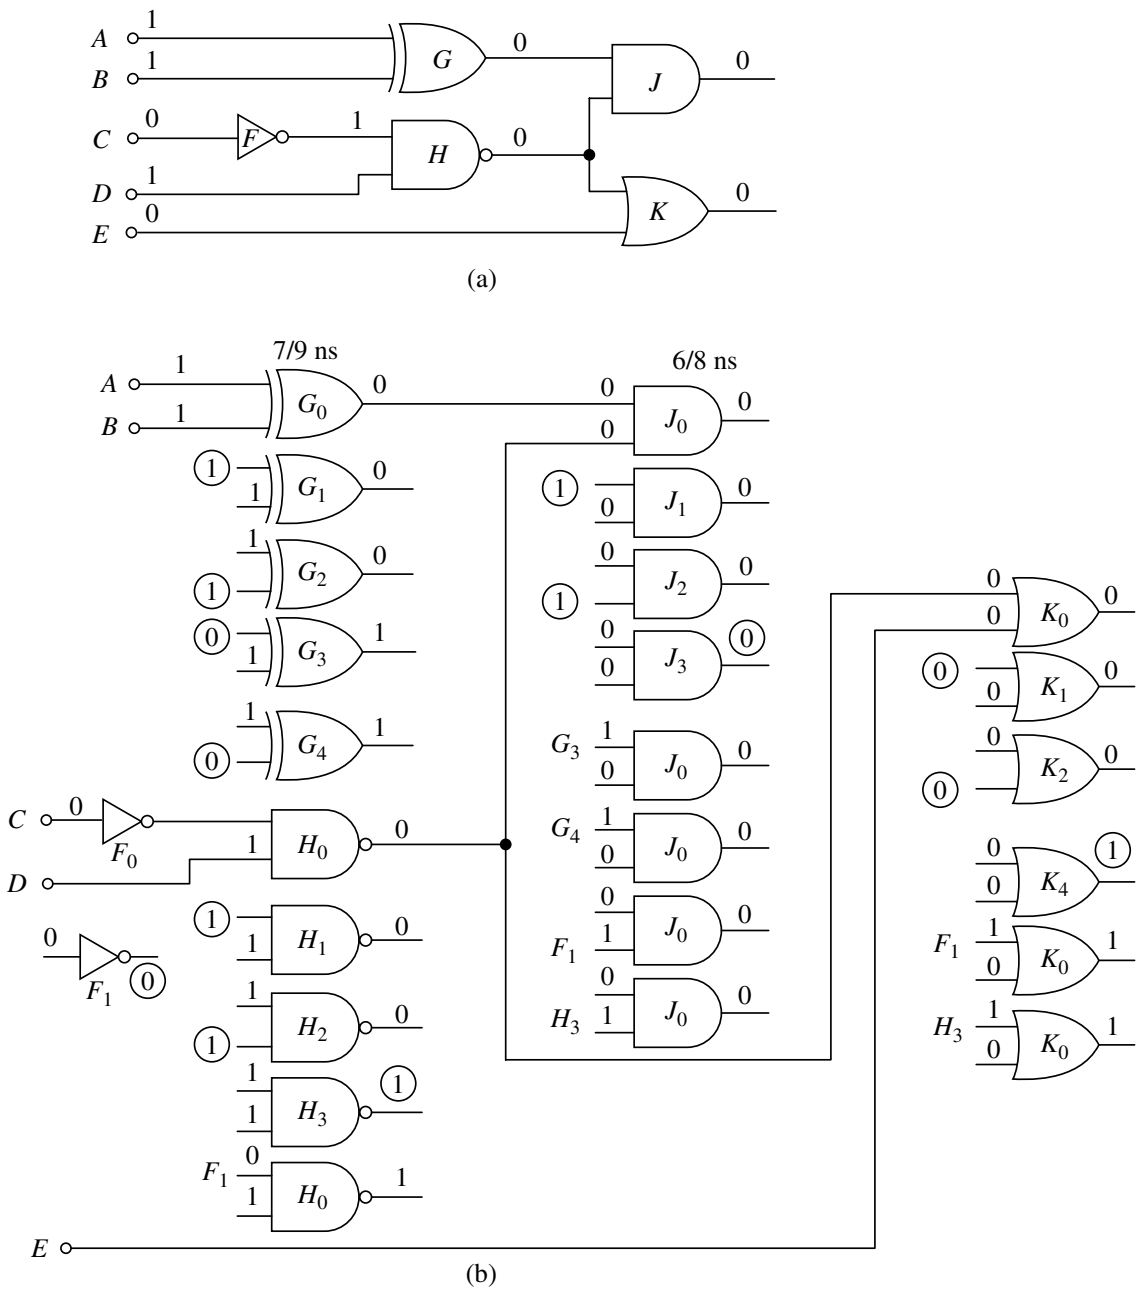 A 1 G 0
B 1 J 0
C 0 F 1 H 0
D 1 K 0
E 0
(a)
7/9 ns
6/8 ns
A 1 G0 0 0 J0 0
B 1 0
1 1 G1 0 1 0 J1 0
1 1 G2 0 0 1 J2 0
0 1 G3 1 0 0 J3 0
0 0 K0 0
0 0 K1 0
1 0 G4 1 G3 1 0 J0 0
0 0 K2 0
C 0 F0 1 H0 0 G4 1 0 J0 0
D
0 0 K4 1
0 F1 0 1 1 H1 0 0 F1 1 J0 0
F1 1 0 K0 1
1 1 H2 0 0 H3 1 J0 0
H3 1 0 K0 1
1 1 H3 1
F1 0 1 H0 1
E
(b)